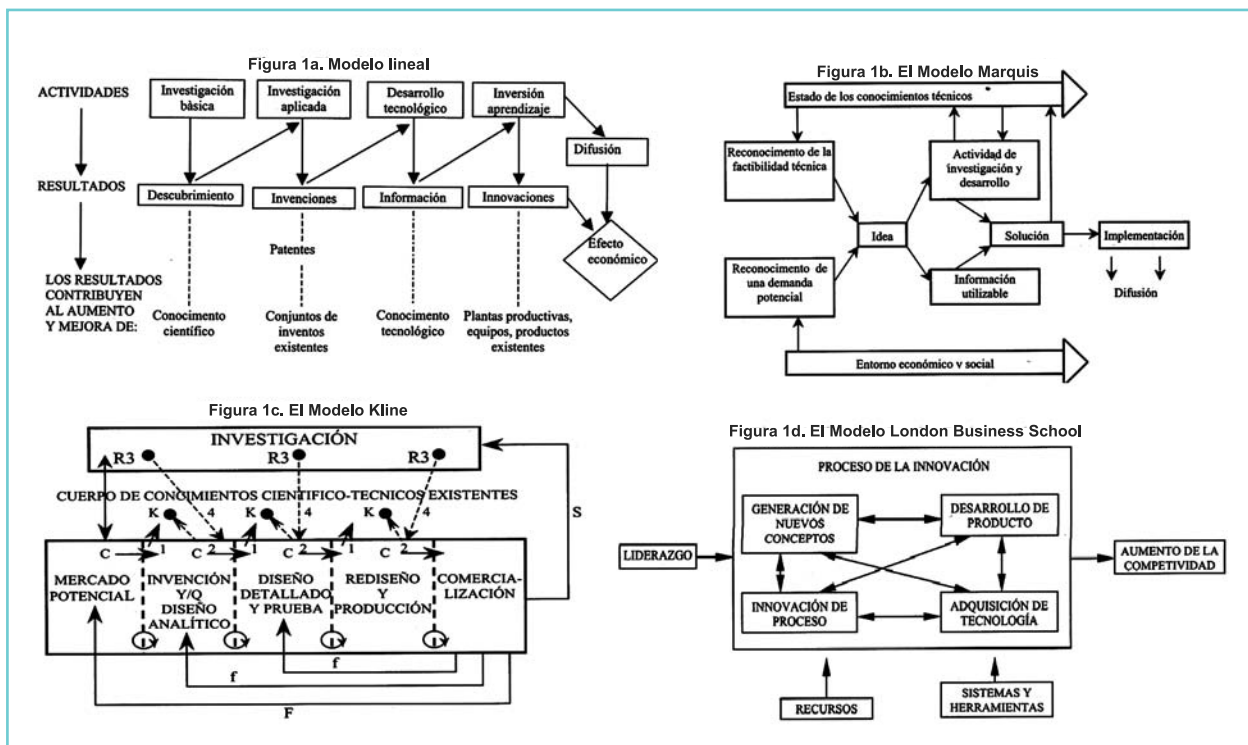 Figura 1a. Modelo lineal
ACTIVIDADES
Investigación
bàsica
Investigación
aplicada
Desarrollo
tecnológico
Inversión
aprendizaje
Difusión
RESULTADOS
Descubrimiento
Invenciones
Información
Innovaciones
Patentes
Efecto
económico
LOS RESULTADOS
CONTRIBUYEN
AL AUMENTO
Y MEJORA DE:
Conocimento
científico
Conjuntos de
inventos
existentes
Conocimento
tecnológico
Plantas productivas,
equipos, productos
existentes
Figura 1b. El Modelo Marquis
Estado de los conocimientos técnicos
Reconocimento de la
factibilidad técnica
Actividad de
investigación y
desarrollo
Idea
Solución
Implementación
Reconocimento de
una demanda
potencial
Información
utilizable
Difusión
Entorno económico y social
Figura 1c. El Modelo Kline
INVESTIGACIÓN
R3 R3 R3
CUERPO DE CONCIMIENTOS CIENTIFICO-TECNICOS EXISTENTES
K 4 K 4 K 4
S
C 1 C 2 1 C 2 1 C 2
MERCADO
POTENCIAL
INVENCIÓN
Y/Q
DISEÑO
ANALÍTICO
DISEÑO
DETALLADO
Y PRUEBA
REDISEÑO
Y
PRODUCCIÓN
COMERCIA-
LIZACIÓN
f
f
F
Figura 1d. El Modelo London Business School
PROCESO DE LA INNOVACIÓN
GENERACIÓN DE
NUEVOS
CONCEPTOS
DESARROLLO DE
PRODUCTO
LIDERAZGO
AUMENTO DE LA
COMPETIVIDAD
INNOVACIÓN DE
PROCESO
ADQUISICIÓN DE
TECNOLOGÍA
RECURSOS
SISTEMAS Y
HERRAMIENTAS